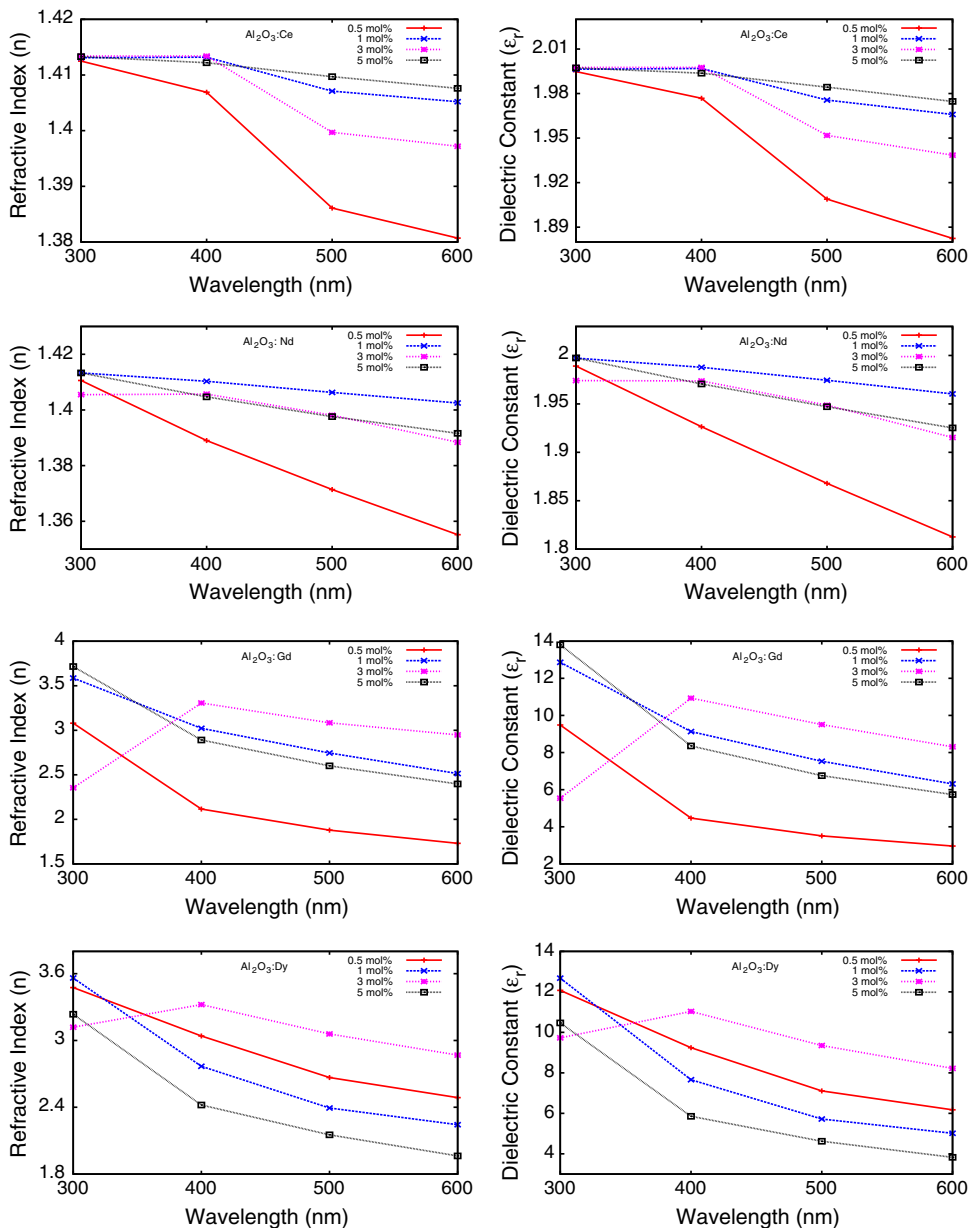 Refractive Index (n)
1.42
1.41
1.4
1.39
1.38
300 400 500 600
Wavelength (nm)
Al2O3:Ce
0.5 mol%
1 mol%
3 mol%
5 mol%
Dielectric Constant (εr)
2.01
1.98
1.95
1.92
1.89
300 400 500 600
Wavelength (nm)
Al2O3:Ce
0.5 mol%
1 mol%
3 mol%
5 mol%
Refractive Index (n)
1.42
1.4
1.38
1.36
300 400 500 600
Wavelength (nm)
Al2O3: Nd
0.5 mol%
1 mol%
3 mol%
5 mol%
Dielectric Constant (εr)
2
1.95
1.9
1.85
1.8
300 400 500 600
Wavelength (nm)
Al2O3:Nd
0.5 mol%
1 mol%
3 mol%
5 mol%
Refractive Index (n)
4
3.5
3
2.5
2
1.5
300 400 500 600
Wavelength (nm)
Al2O3:Gd
0.5 mol%
1 mol%
3 mol%
5 mol%
Dielectric Constant (εr)
14
12
10
8
6
4
2
300 400 500 600
Wavelength (nm)
Al2O3:Gd
0.5 mol%
1 mol%
3 mol%
5 mol%
Refractive Index (n)
3.6
3
2.4
1.8
300 400 500 600
Wavelength (nm)
Al2O3:Dy
0.5 mol%
1 mol%
3 mol%
5 mol%
Dielectric Constant (εr)
14
12
10
8
6
4
300 400 500 600
Wavelength (nm)
Al2O3:Dy
0.5 mol%
1 mol%
3 mol%
5 mol%